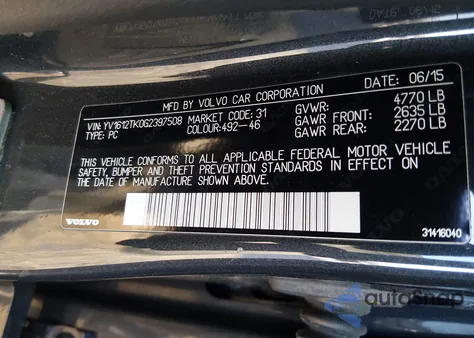 MFD BY VOLVO CAR CORPORATION DATE: 06/15
VIN: YV1612TK0G2397508 MARKET CODE: 31 GVWR: 4770 LB
TYPE: PC COLOUR:492-46 GAWR FRONT: 2635 LB
GAWR REAR: 2270 LB
THIS VEHICLE CONFORMS TO ALL APPLICABLE FEDERAL MOTOR VEHICLE
SAFETY, BUMPER AND THEFT PREVENTION STANDARDS IN EFFECT ON
THE DATE OF MANUFACTURE SHOWN ABOVE.
VOLVO 31416040
autoSnap